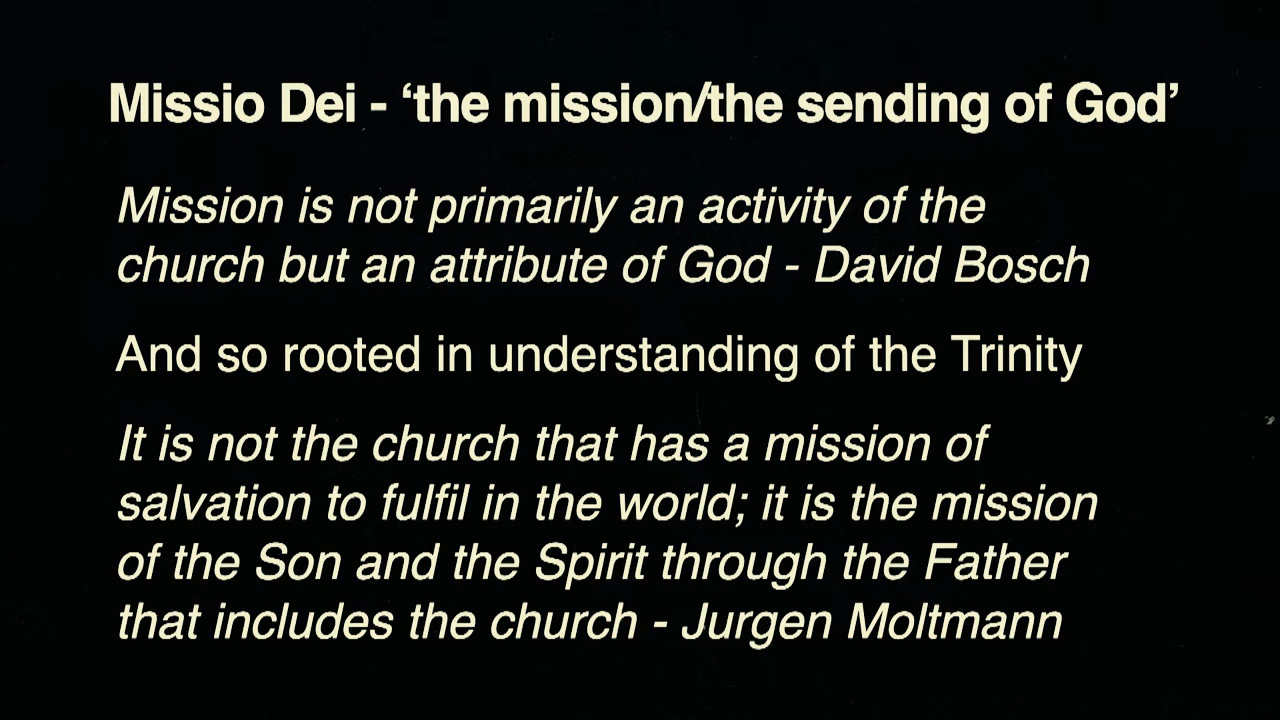 Missio Dei - ‘the mission/the sending of God’
Mission is not primarily an activity of the
church but an attribute of God - David Bosch
And so rooted in understanding of the Trinity
It is not the church that has a mission of
salvation to fulfil in the world; it is the mission
of the Son and the Spirit through the Father
that includes the church - Jurgen Moltmann